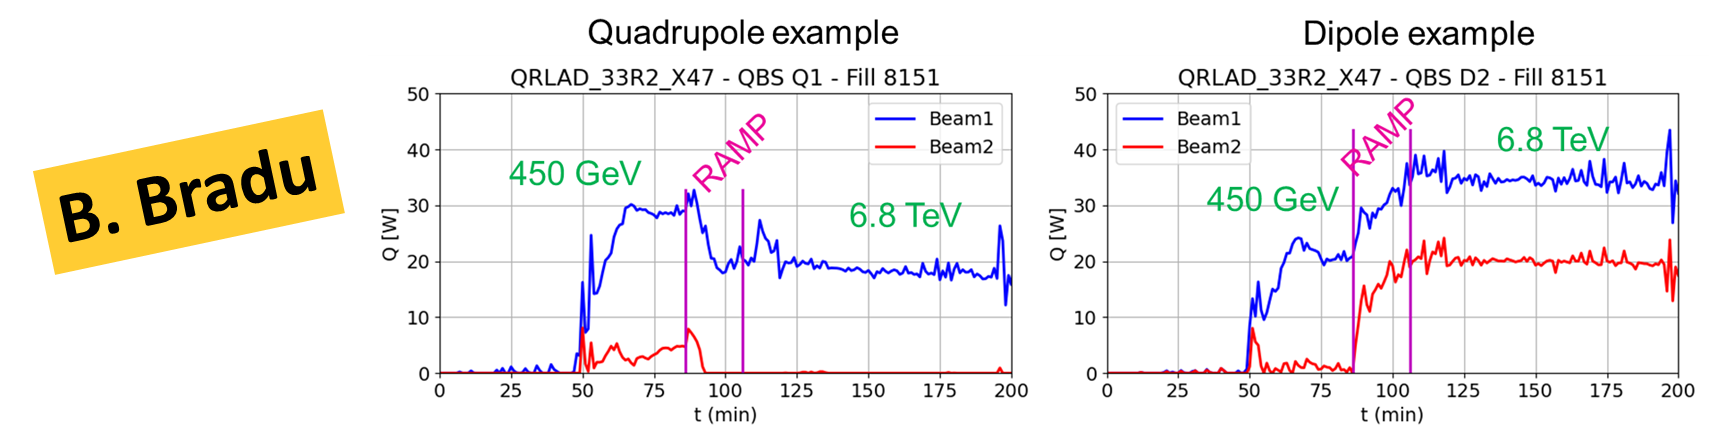 B. Bradu
Quadrupole example
QRLAD_33R2_X47 - QBS Q1 - Fill 8151
Q [W]
50
40
30
20
10
0
0 25 50 75 100 125 150 175 200
t (min)
Beam1
Beam2
450 GeV
RAMP
6.8 TeV
Dipole example
QRLAD_33R2_X47 - QBS D2 - Fill 8151
Q [W]
50
40
30
20
10
0
0 25 50 75 100 125 150 175 200
t (min)
Beam1
Beam2
450 GeV
RAMP
6.8 TeV